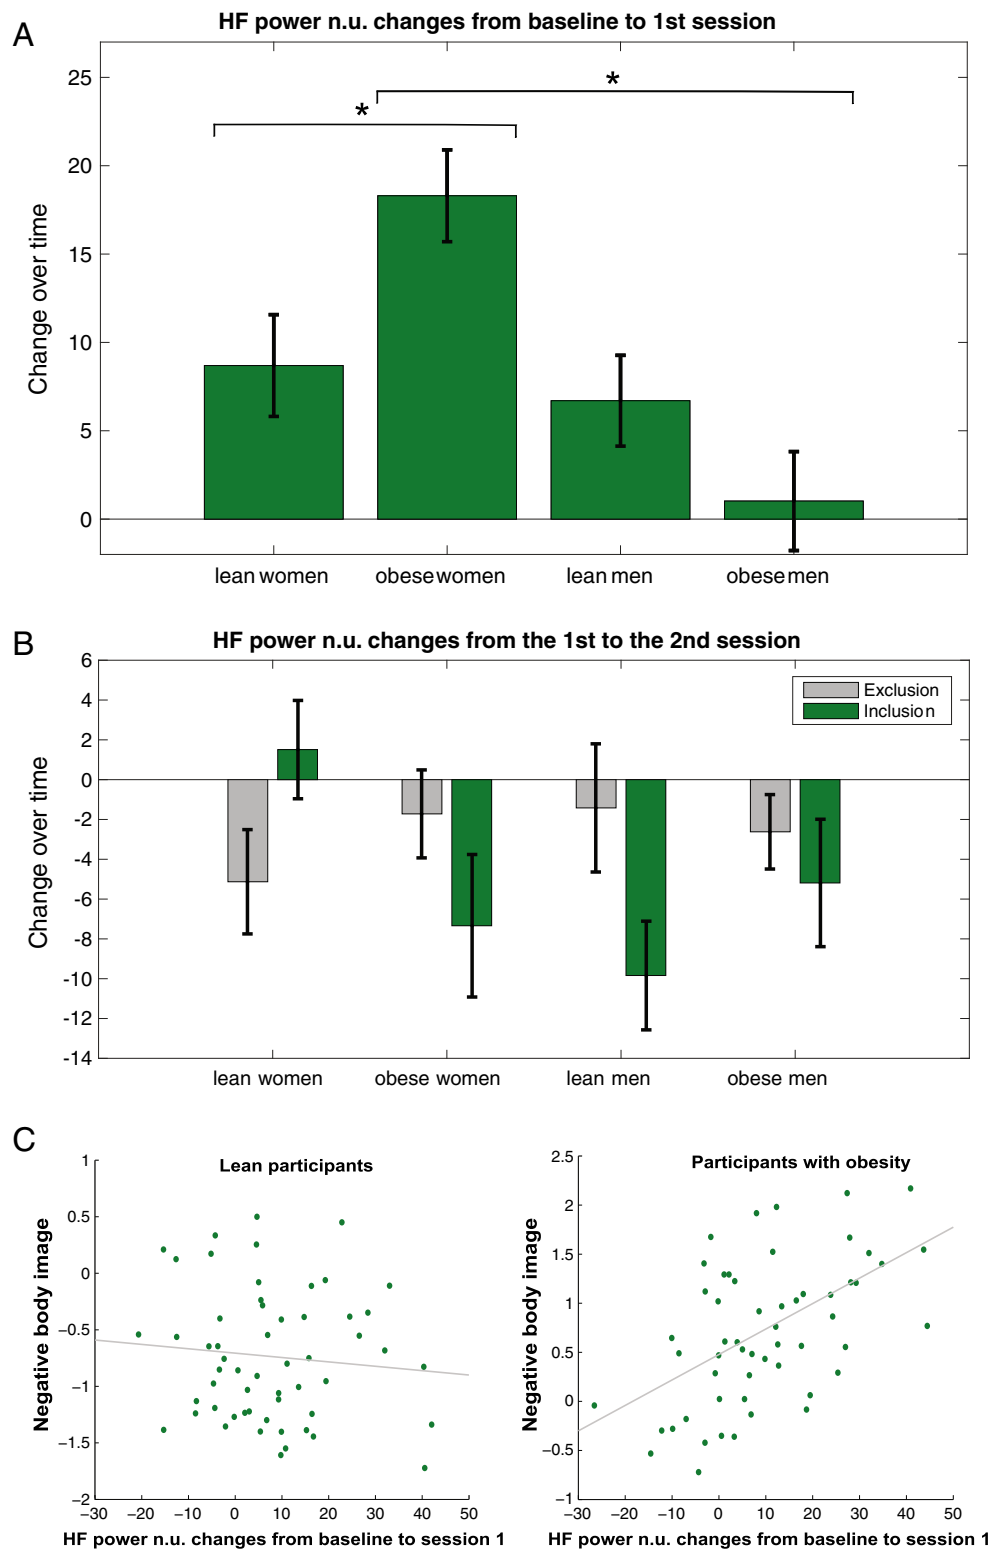 A
HF power n.u. changes from baseline to 1st session
25
20
15
10
5
0
Change over time
*
*
lean women
obese women
lean men
obese men
B
HF power n.u. changes from the 1st to the 2nd session
6
4
2
0
-2
-4
-6
-8
-10
-12
-14
Change over time
Exclusion
Inclusion
lean women
obese women
lean men
obese men
C
Lean participants
1
0.5
0
−0.5
−1
−1.5
−2
Negative body image
−30 −20 −10 0 10 20 30 40 50
HF power n.u. changes from baseline to session 1
Participants with obesity
2.5
2
1.5
1
0.5
0
−0.5
−1
Negative body image
−30 −20 −10 0 10 20 30 40 50
HF power n.u. changes from baseline to session 1